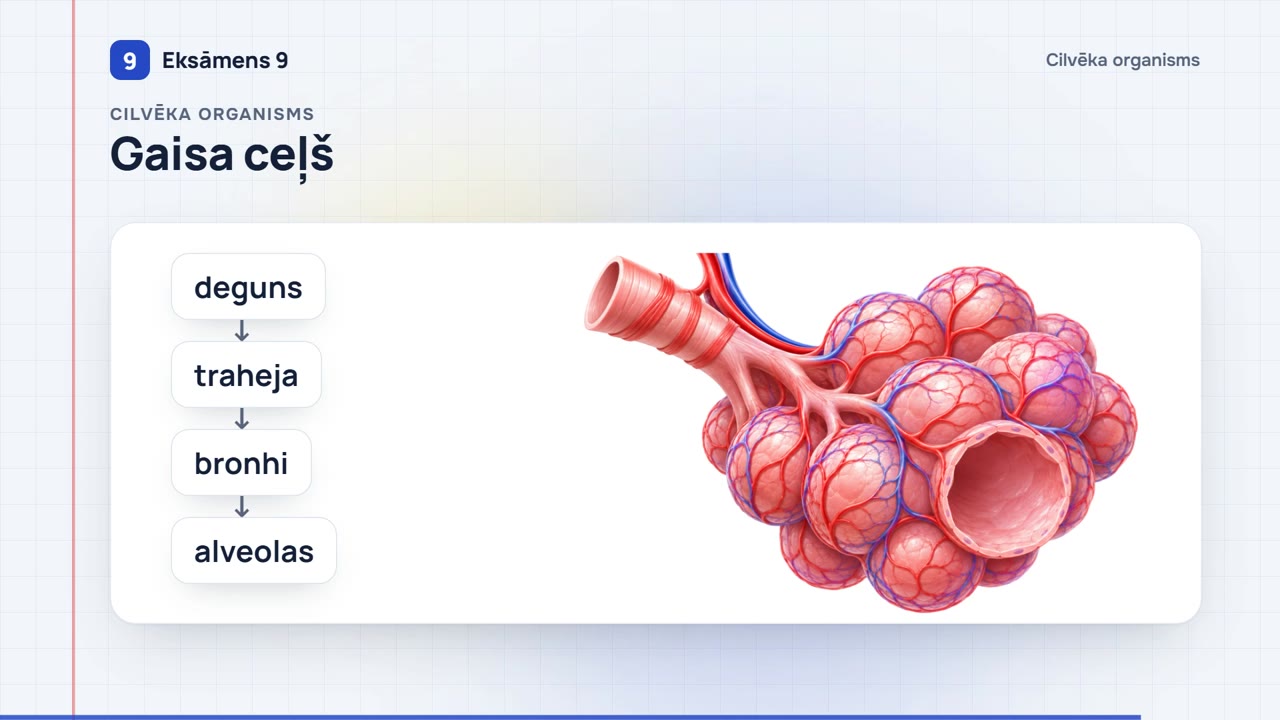 9 Eksāmens 9
Cilvēka organisms
CILVĒKA ORGANISMS
Gaisa ceļš
deguns
↓
traheja
↓
bronhi
↓
alveolas